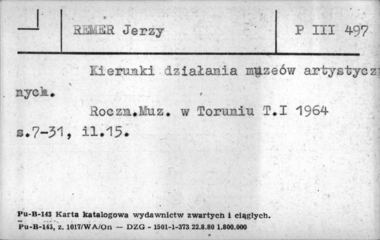 REMER Jerzy
P III 497
Kierunki działania muzeów artystycz
nych.
Roczn.Muz. w Toruniu T.I 1964
s.7-31, il.15.
Pu-B-143 Karta katalogowa wydawnictw zwartych i ciągłych.
Pu-B-143, z. 1017/WA/On — DZG - 1501-1-373 22.8.80 1.800.000